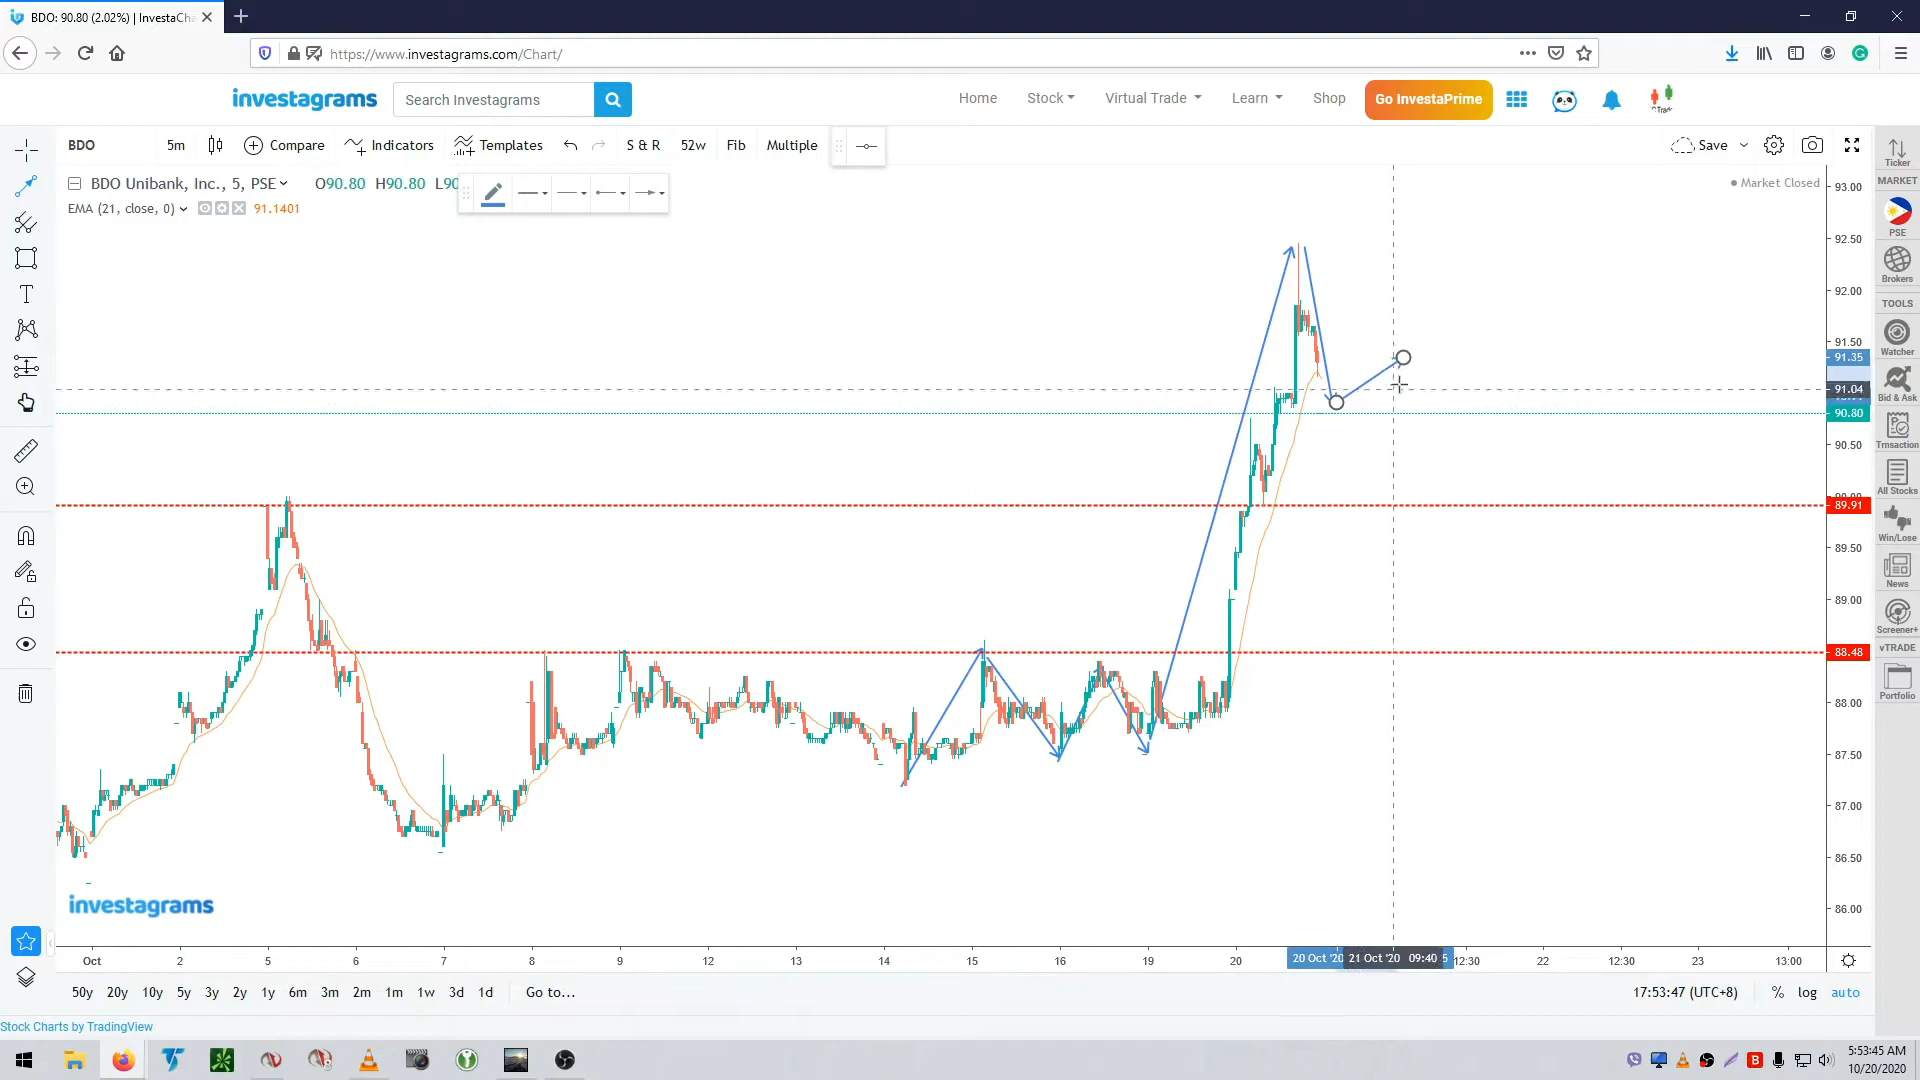 BDO: 90.80 (2.02%) | InvestaCha
https://www.investagrams.com/Chart/
investagrams
Search Investagrams
Home
Stock
Virtual Trade
Learn
Shop
Go InvestaPrime
BDO
5m
Compare
Indicators
Templates
S & R
52w
Fib
Multiple
Save
BDO Unibank, Inc., 5, PSE
O90.80 H90.80 L90
Market Closed
EMA (21, close, 0)
91.1401
93.00
92.50
92.00
91.50
91.35
91.04
90.80
90.50
89.91
89.50
89.00
88.48
88.00
87.50
87.00
86.50
86.00
Ticker
MARKET
PSE
Brokers
TOOLS
Watcher
Bid & Ask
Trnsaction
All Stocks
Win/Lose
News
Screener+
vTRADE
Portfolio
investagrams
Oct 2 5 6 7 8 9 12 13 14 15 16 19 20 20 Oct '20 21 Oct '20 09:40 5 12:30 22 12:30 23 13:00
50y 20y 10y 5y 3y 2y 1y 6m 3m 2m 1m 1w 3d 1d Go to...
17:53:47 (UTC+8) % log auto
Stock Charts by TradingView
5:53:45 AM
10/20/2020